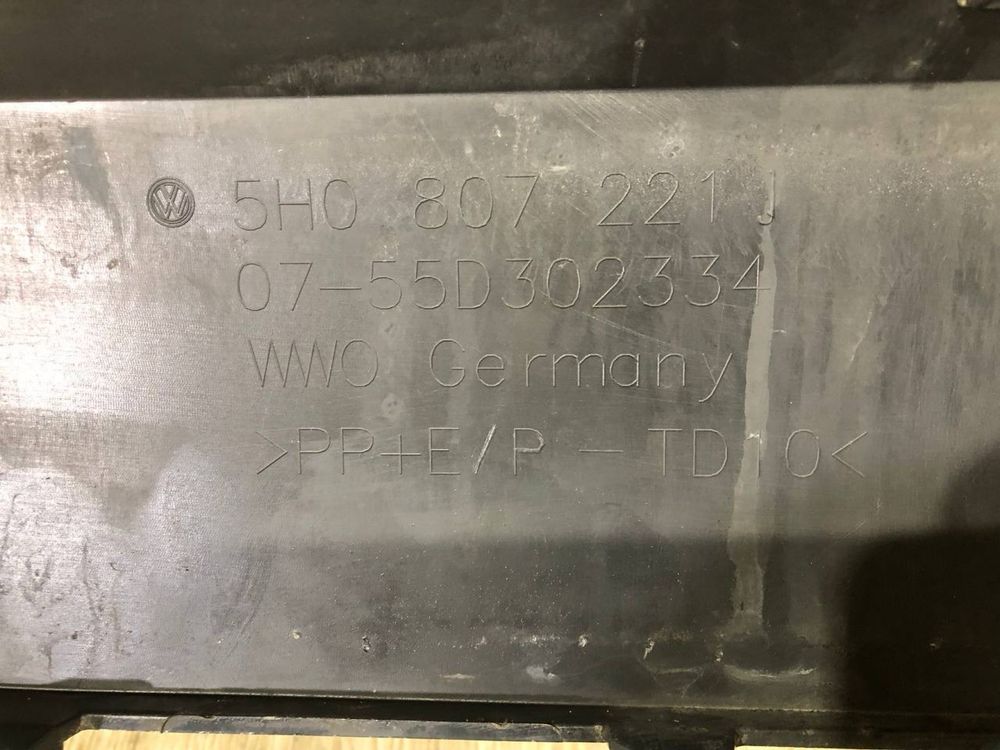 5H0 807 221 J
07-55D302334
WWO Germany
>PP+E/P - TD10<